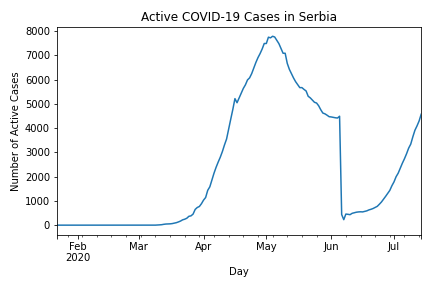 Active COVID-19 Cases in Serbia
8000
7000
6000
5000
4000
3000
2000
1000
0
Number of Active Cases
Feb
2020
Mar
Apr
May
Jun
Jul
Day